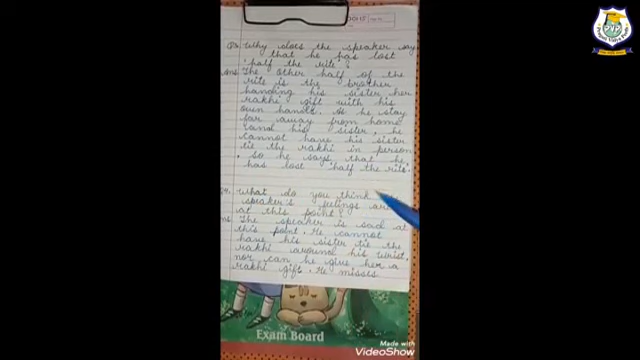 Q3. Why does the speaker say
that he has lost
'half the rite'?
Ans The other half of the
rite is the brother
handing his sister her
rakhi gift with his
own hands. As he stay
far away from home
and his sister, he
cannot have his sister
tie the rakhi in person
. So he says that he
has lost 'half the rite.
4. What do you think
speaker's feelings are
at this point?
Ans The speaker is sad at
this point. He cannot
have his sister tie the
rakhi around his wrist,
nor can he give her a
rakhi gift. He misses
Exam Board
Made with
VideoShow
PVP